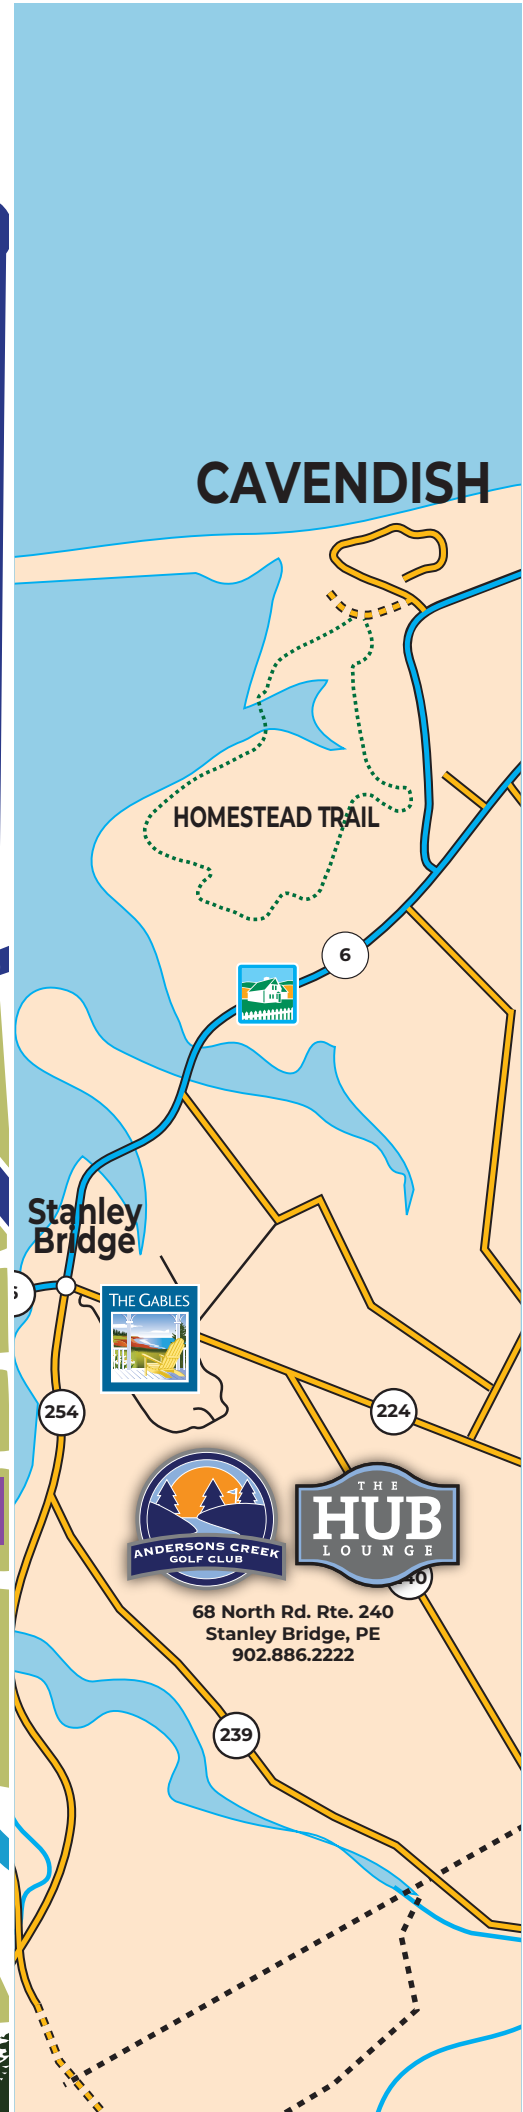 CAVENDISH
HOMESTEAD TRAIL
6
Stanley
Bridge
THE GABLES
254
224
THE
HUB
LOUNGE
ANDERSONS CREEK
GOLF CLUB
68 North Rd. Rte. 240
Stanley Bridge, PE
902.886.2222
239